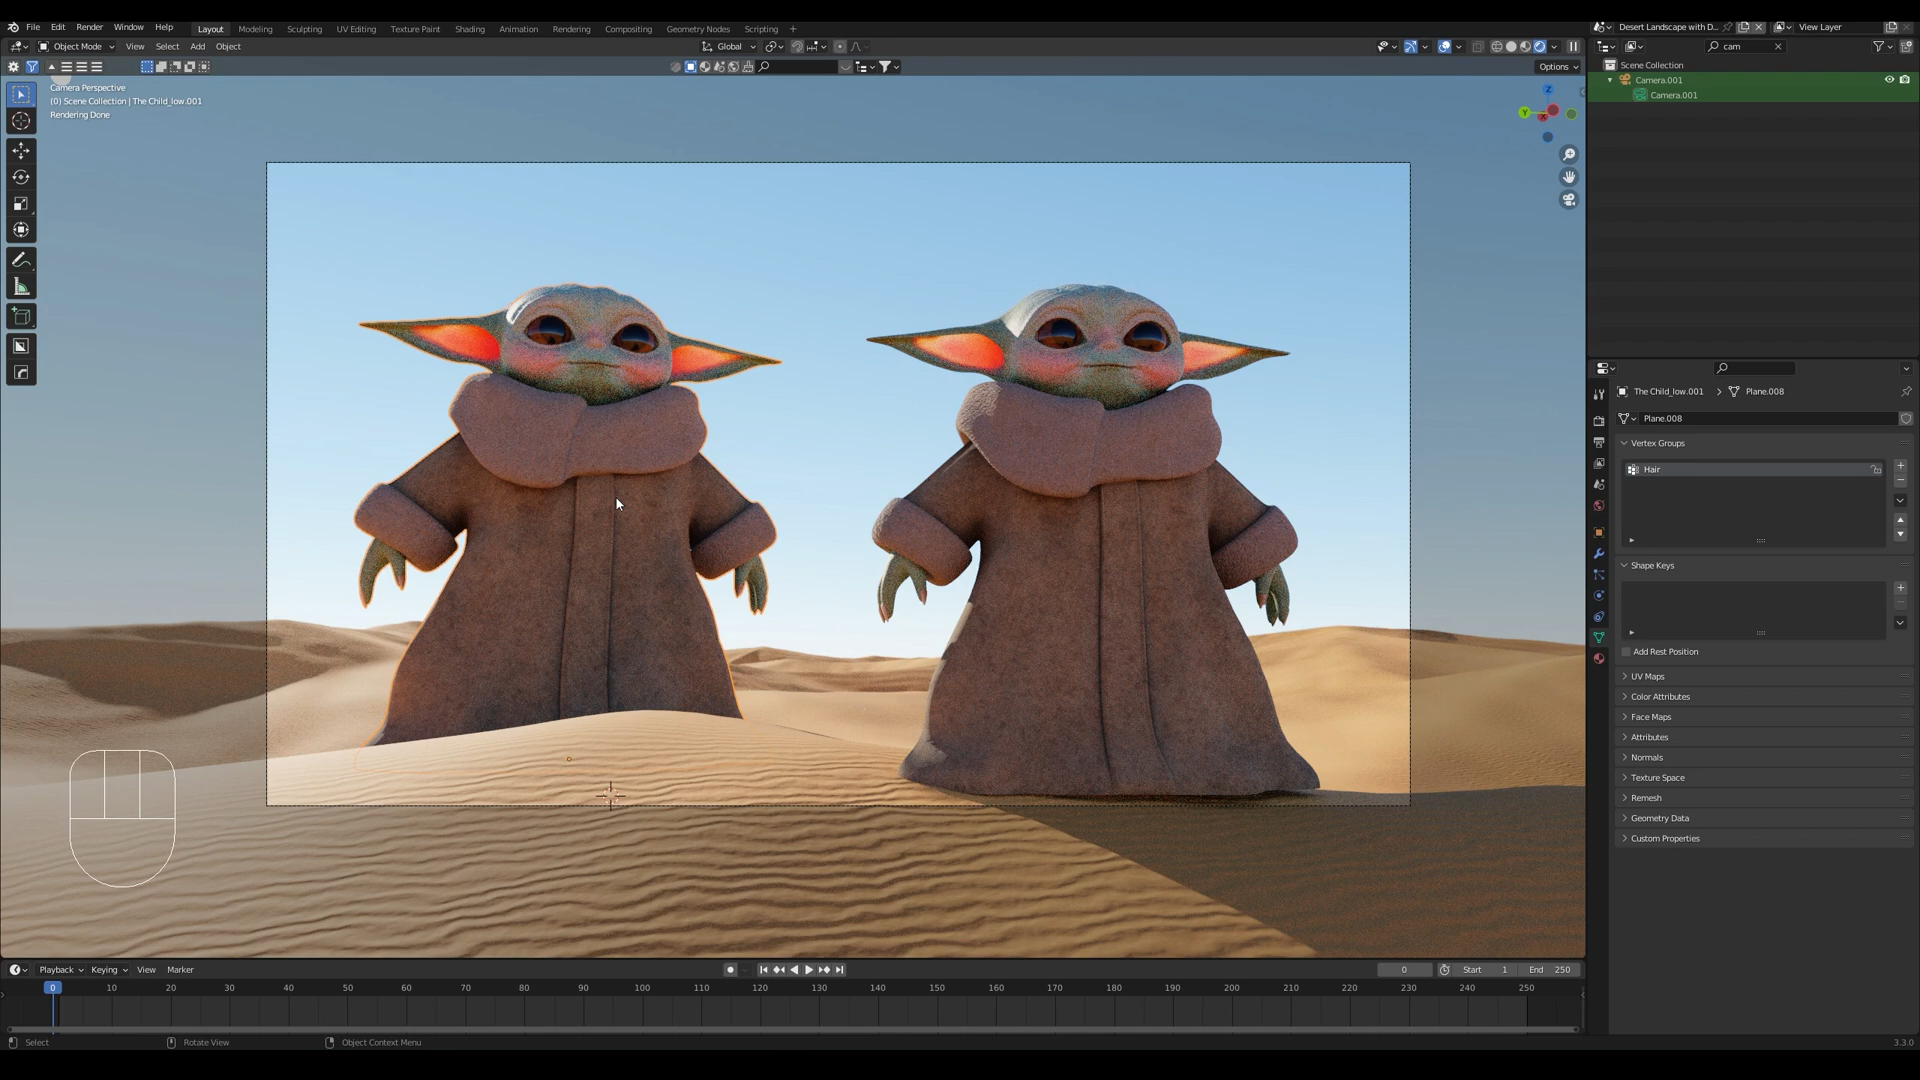 File Edit Render Window Help
Layout Modeling Sculpting UV Editing Texture Paint Shading Animation Rendering Compositing Geometry Nodes Scripting +
Desert Landscape with D...
View Layer
Object Mode View Select Add Object
Global
cam
Options
Camera Perspective
(0) Scene Collection | The Child_low.001
Rendering Done
Z
Y
X
Scene Collection
Camera.001
Camera.001
The Child_low.001 > Plane.008
Plane.008
Vertex Groups
Hair
Shape Keys
Add Rest Position
UV Maps
Color Attributes
Face Maps
Attributes
Normals
Texture Space
Remesh
Geometry Data
Custom Properties
Playback Keying View Marker
0
Start 1
End 250
0 10 20 30 40 50 60 70 80 90 100 110 120 130 140 150 160 170 180 190 200 210 220 230 240 250
Select
Rotate View
Object Context Menu
3.3.0